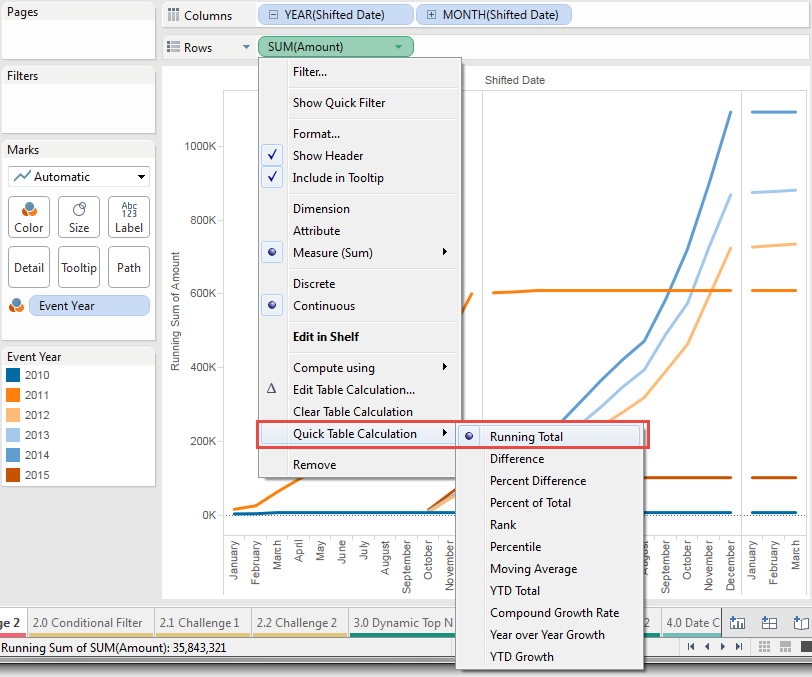 Pages
Columns
YEAR(Shifted Date)
MONTH(Shifted Date)
Rows
SUM(Amount)
Filters
Marks
Automatic
Color
Size
Abc
123
Label
Detail
Tooltip
Path
Event Year
Event Year
2010
2011
2012
2013
2014
2015
Filter...
Show Quick Filter
Format...
Show Header
Include in Tooltip
Dimension
Attribute
Measure (Sum)
Discrete
Continuous
Edit in Shelf
Compute using
Edit Table Calculation...
Clear Table Calculation
Quick Table Calculation
Remove
Running Total
Difference
Percent Difference
Percent of Total
Rank
Percentile
Moving Average
YTD Total
Compound Growth Rate
Year over Year Growth
YTD Growth
Shifted Date
Running Sum of Amount
1000K
800K
600K
400K
200K
0K
January
February
March
April
May
June
July
August
September
October
November
August
September
October
November
December
January
February
March
ge 2
2.0 Conditional Filter
2.1 Challenge 1
2.2 Challenge 2
3.0 Dynamic Top N
2
4.0 Date C
Running Sum of SUM(Amount): 35,843,321